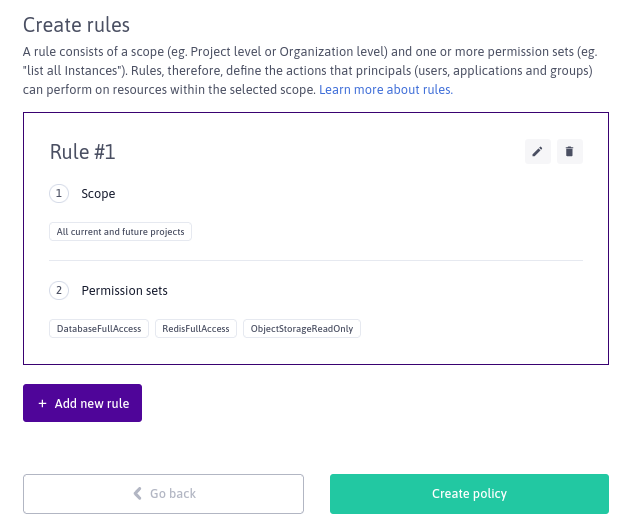 Create rules
A rule consists of a scope (eg. Project level or Organization level) and one or more permission sets (eg.
"list all Instances"). Rules, therefore, define the actions that principals (users, applications and groups)
can perform on resources within the selected scope. Learn more about rules.
Rule #1
1 Scope
All current and future projects
2 Permission sets
DatabaseFullAccess RedisFullAccess ObjectStorageReadOnly
+ Add new rule
Go back Create policy